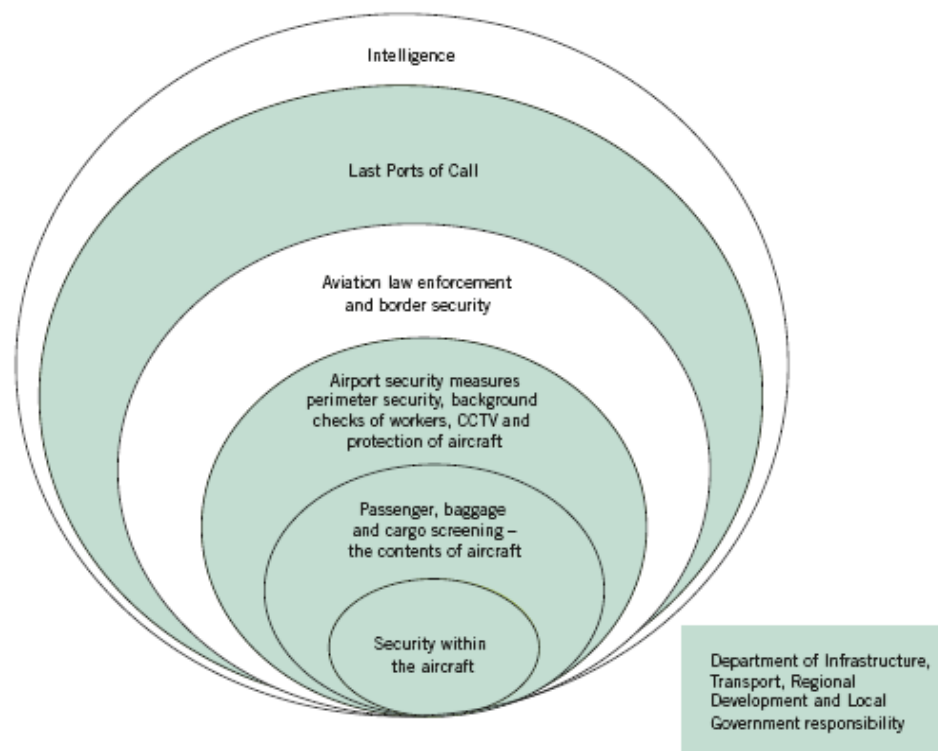 Intelligence
Last Ports of Call
Aviation law enforcement
and border security
Airport security measures
perimeter security, background
checks of workers, CCTV and
protection of aircraft
Passenger, baggage
and cargo screening –
the contents of aircraft
Security within
the aircraft
Department of Infrastructure,
Transport, Regional
Development and Local
Government responsibility